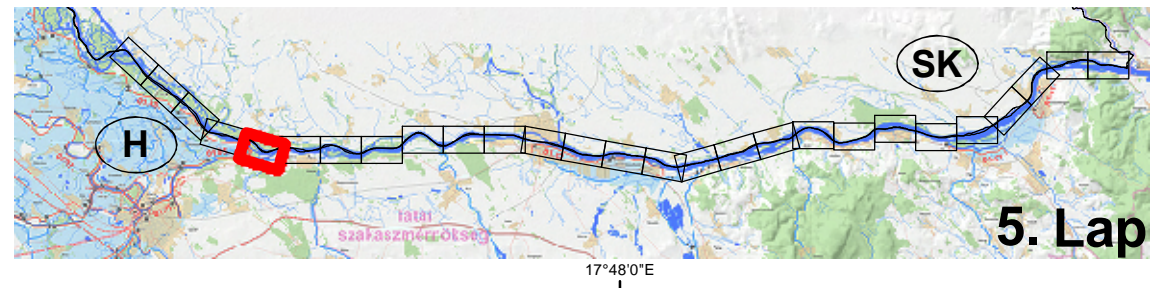 SK
H
tatai
szakaszmérnökség
5. Lap
17°48'0"E